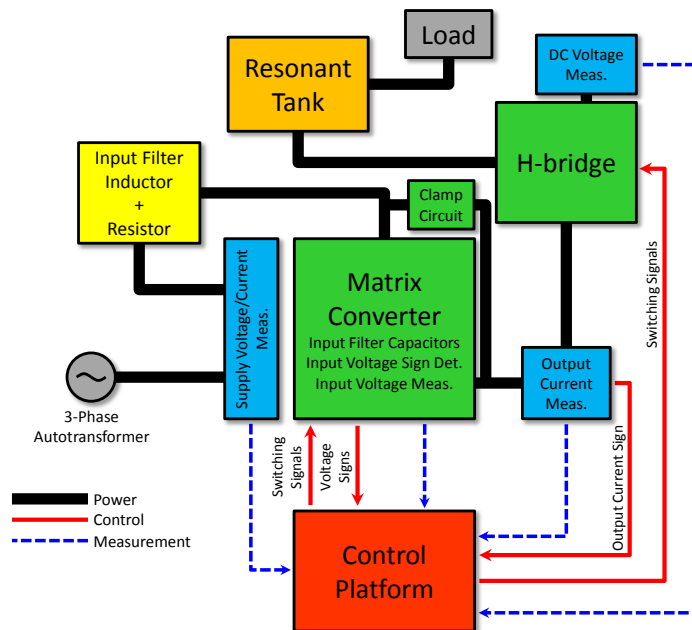 Load
DC Voltage
Meas.
Resonant
Tank
H-bridge
Input Filter
Inductor
+
Resistor
Clamp
Circuit
Supply Voltage/Current
Meas.
Matrix
Converter
Input Filter Capacitors
Input Voltage Sign Det.
Input Voltage Meas.
Switching Signals
Output
Current
Meas.
3-Phase
Autotransformer
Switching
Signals
Voltage
Signs
Output Current Sign
Power
Control
Measurement
Control
Platform